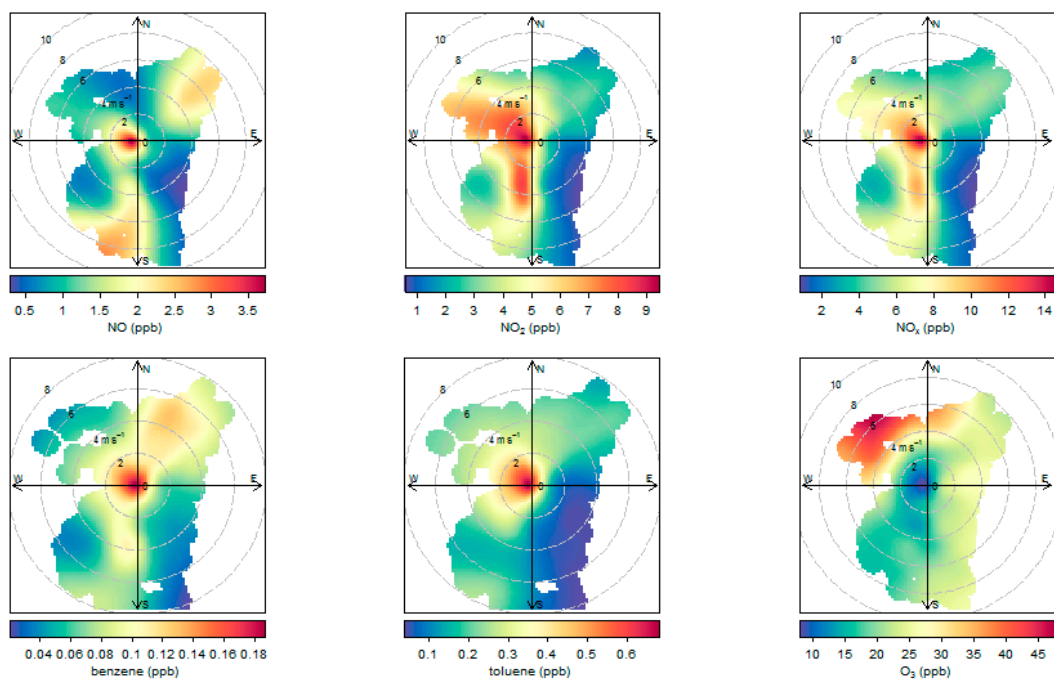 N
10
8
6
4 m s⁻¹
2
W
0
E
S
0.5 1 1.5 2 2.5 3 3.5
NO (ppb)
N
10
8
6
4 m s⁻¹
2
W
0
E
S
1 2 3 4 5 6 7 8 9
NO₂ (ppb)
N
10
8
6
4 m s⁻¹
2
W
0
E
S
2 4 6 8 10 12 14
NOₓ (ppb)
N
8
6
4 m s⁻¹
2
W
0
E
S
0.04 0.06 0.08 0.1 0.12 0.14 0.16 0.18
benzene (ppb)
N
8
6
4 m s⁻¹
2
W
0
E
S
0.1 0.2 0.3 0.4 0.5 0.6
toluene (ppb)
N
10
8
6
4 m s⁻¹
2
W
0
E
S
10 15 20 25 30 35 40 45
O₃ (ppb)